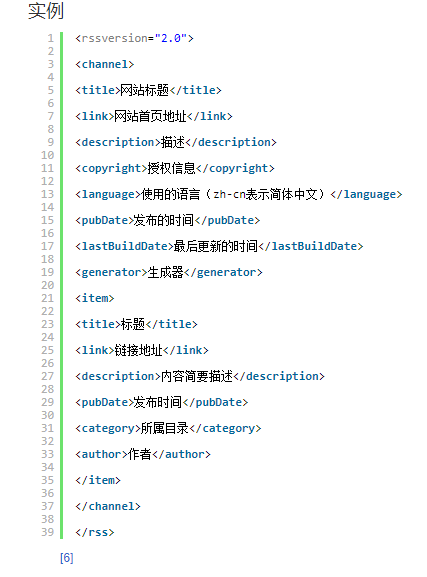 实例
1 <rssversion="2.0">
2
3 <channel>
4
5 <title>网站标题</title>
6
7 <link>网站首页地址</link>
8
9 <description>描述</description>
10
11 <copyright>授权信息</copyright>
12
13 <language>使用的语言（zh-cn表示简体中文）</language>
14
15 <pubDate>发布的时间</pubDate>
16
17 <lastBuildDate>最后更新的时间</lastBuildDate>
18
19 <generator>生成器</generator>
20
21 <item>
22
23 <title>标题</title>
24
25 <link>链接地址</link>
26
27 <description>内容简要描述</description>
28
29 <pubDate>发布时间</pubDate>
30
31 <category>所属目录</category>
32
33 <author>作者</author>
34
35 </item>
36
37 </channel>
38
39 </rss>
[6]